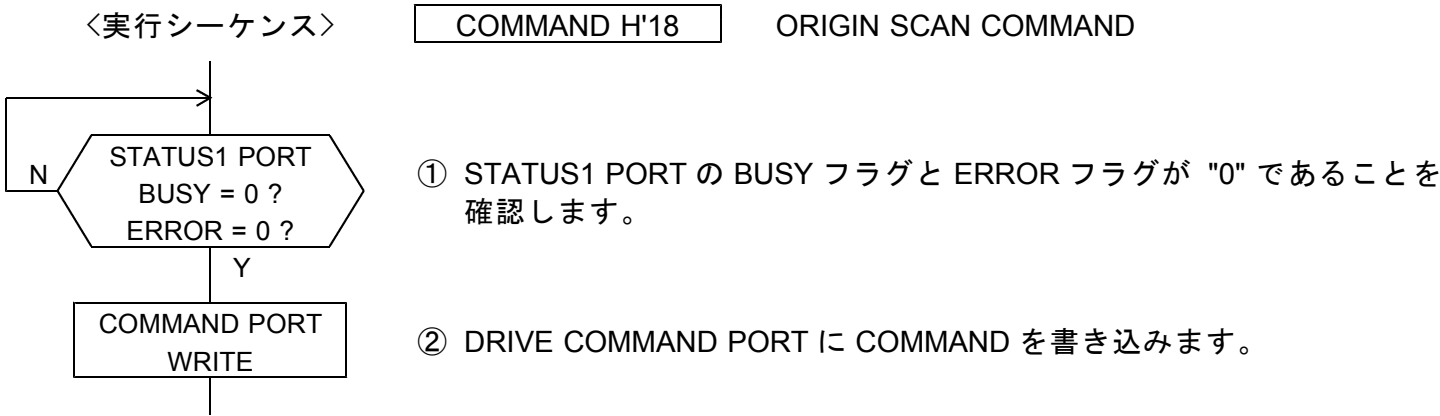 〈実行シーケンス〉 COMMAND H'18 ORIGIN SCAN COMMAND
N
STATUS1 PORT
BUSY = 0 ?
ERROR = 0 ?
① STATUS1 PORT の BUSY フラグと ERROR フラグが "0" であることを
確認します。
Y
COMMAND PORT
WRITE
② DRIVE COMMAND PORT に COMMAND を書き込みます。